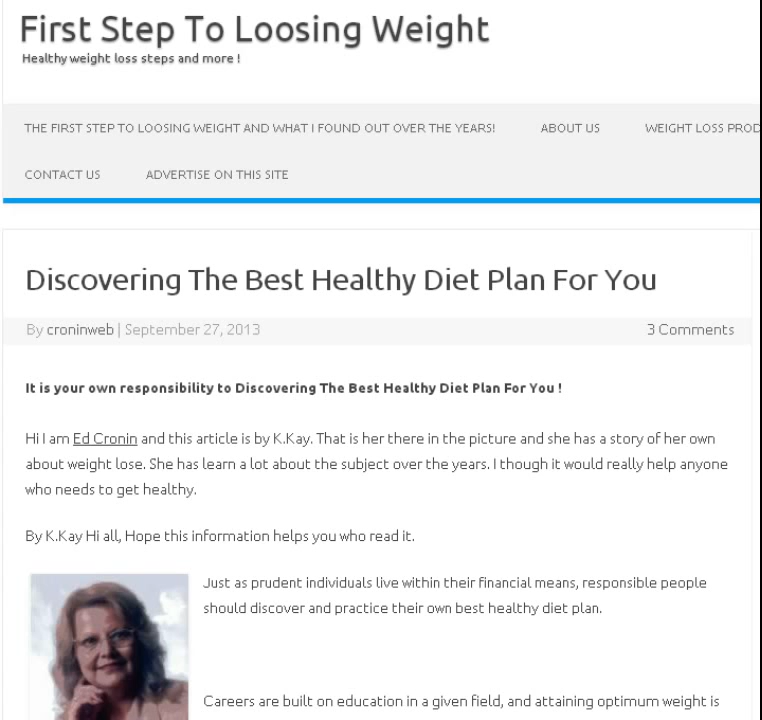 First Step To Loosing Weight
Healthy weight loss steps and more !
THE FIRST STEP TO LOOSING WEIGHT AND WHAT I FOUND OUT OVER THE YEARS!
ABOUT US
WEIGHT LOSS PROD
CONTACT US
ADVERTISE ON THIS SITE
Discovering The Best Healthy Diet Plan For You
By croninweb | September 27, 2013
3 Comments
It is your own responsibility to Discovering The Best Healthy Diet Plan For You !
Hi I am Ed Cronin and this article is by K.Kay. That is her there in the picture and she has a story of her own
about weight lose. She has learn a lot about the subject over the years. I though it would really help anyone
who needs to get healthy.
By K.Kay Hi all, Hope this information helps you who read it.
Just as prudent individuals live within their financial means, responsible people
should discover and practice their own best healthy diet plan.
Careers are built on education in a given field, and attaining optimum weight is